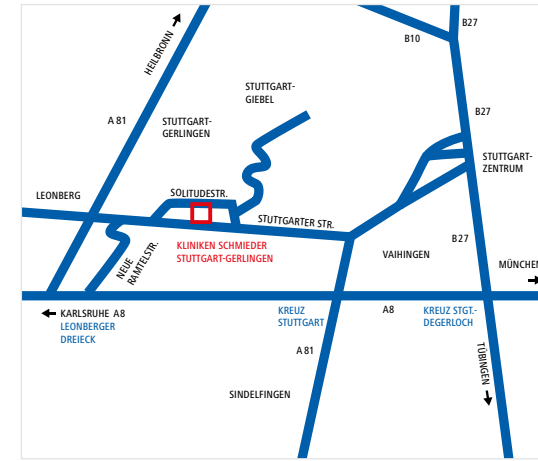 B27
B10
HEILBRONN
STUTTGART-
GIEBEL
B27
A 81
STUTTGART-
GERLINGEN
STUTTGART-
ZENTRUM
LEONBERG
SOLITUDESTR.
STUTTGARTER STR.
B27
KLINIKEN SCHMIEDER
STUTTGART-GERLINGEN
NEUE
RAMTELSTR.
VAIHINGEN
MÜNCHEN
KARLSRUHE A8
LEONBERGER
DREIECK
KREUZ
STUTTGART
A8
KREUZ STGT.-
DEGERLOCH
A 81
TÜBINGEN
SINDELFINGEN